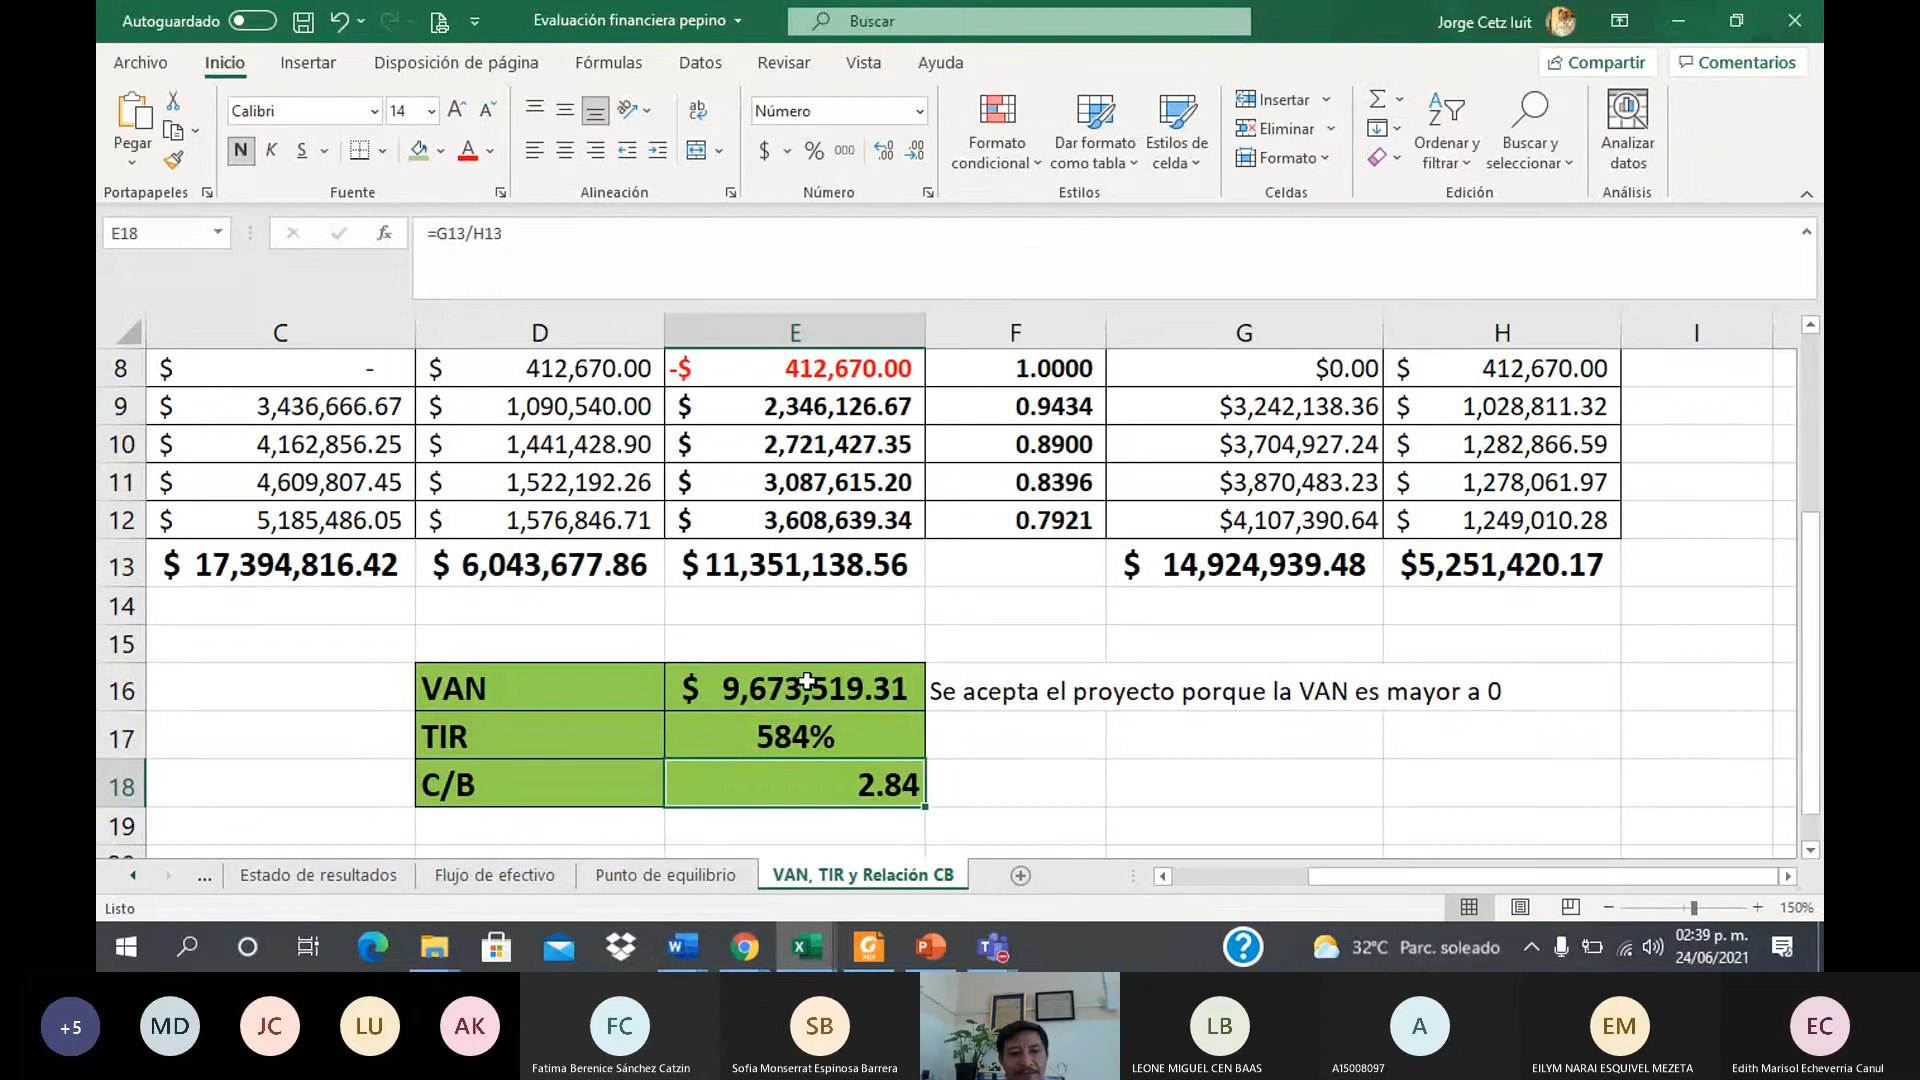 Autoguardado
Evaluación financiera pepino
Buscar
Jorge Cetz luit
Archivo Inicio Insertar Disposición de página Fórmulas Datos Revisar Vista Ayuda Compartir Comentarios
Pegar
Portapapeles
Calibri 14
N K S
Fuente
Alineación
Número
$ % 000
Número
Formato condicional
Dar formato como tabla
Estilos de celda
Estilos
Insertar
Eliminar
Formato
Celdas
Ordenar y filtrar
Buscar y seleccionar
Edición
Analizar datos
Análisis
E18 fx =G13/H13
C D E F G H I
8 $ - $ 412,670.00 -$ 412,670.00 1.0000 $0.00 $ 412,670.00
9 $ 3,436,666.67 $ 1,090,540.00 $ 2,346,126.67 0.9434 $3,242,138.36 $ 1,028,811.32
10 $ 4,162,856.25 $ 1,441,428.90 $ 2,721,427.35 0.8900 $3,704,927.24 $ 1,282,866.59
11 $ 4,609,807.45 $ 1,522,192.26 $ 3,087,615.20 0.8396 $3,870,483.23 $ 1,278,061.97
12 $ 5,185,486.05 $ 1,576,846.71 $ 3,608,639.34 0.7921 $4,107,390.64 $ 1,249,010.28
13 $ 17,394,816.42 $ 6,043,677.86 $ 11,351,138.56 $ 14,924,939.48 $5,251,420.17
14
15
16 VAN $ 9,673,519.31 Se acepta el proyecto porque la VAN es mayor a 0
17 TIR 584%
18 C/B 2.84
19
... Estado de resultados Flujo de efectivo Punto de equilibrio VAN, TIR y Relación CB
Listo 150%
32°C Parc. soleado
02:39 p. m.
24/06/2021
+5 MD JC LU AK FC SB LB A EM EC
Fatima Berenice Sánchez Catzin Sofia Monserrat Espinosa Barrera LEONE MIGUEL CEN BAAS A15008097 EILYM NARAI ESQUIVEL MEZETA Edith Marisol Echeverria Canul